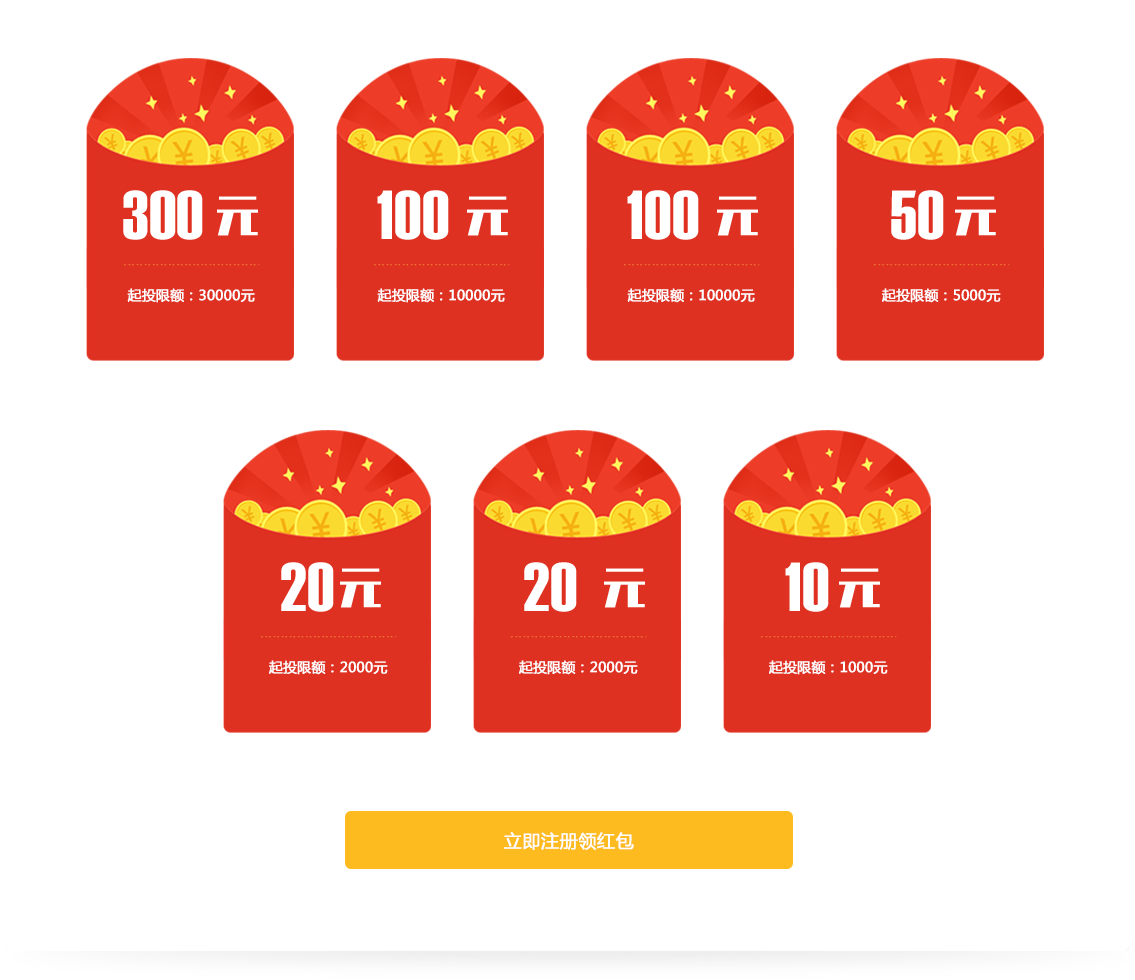 300 元
起投限额：30000元
100 元
起投限额：10000元
100 元
起投限额：10000元
50 元
起投限额：5000元
20元
起投限额：2000元
20 元
起投限额：2000元
10 元
起投限额：1000元
立即注册领红包